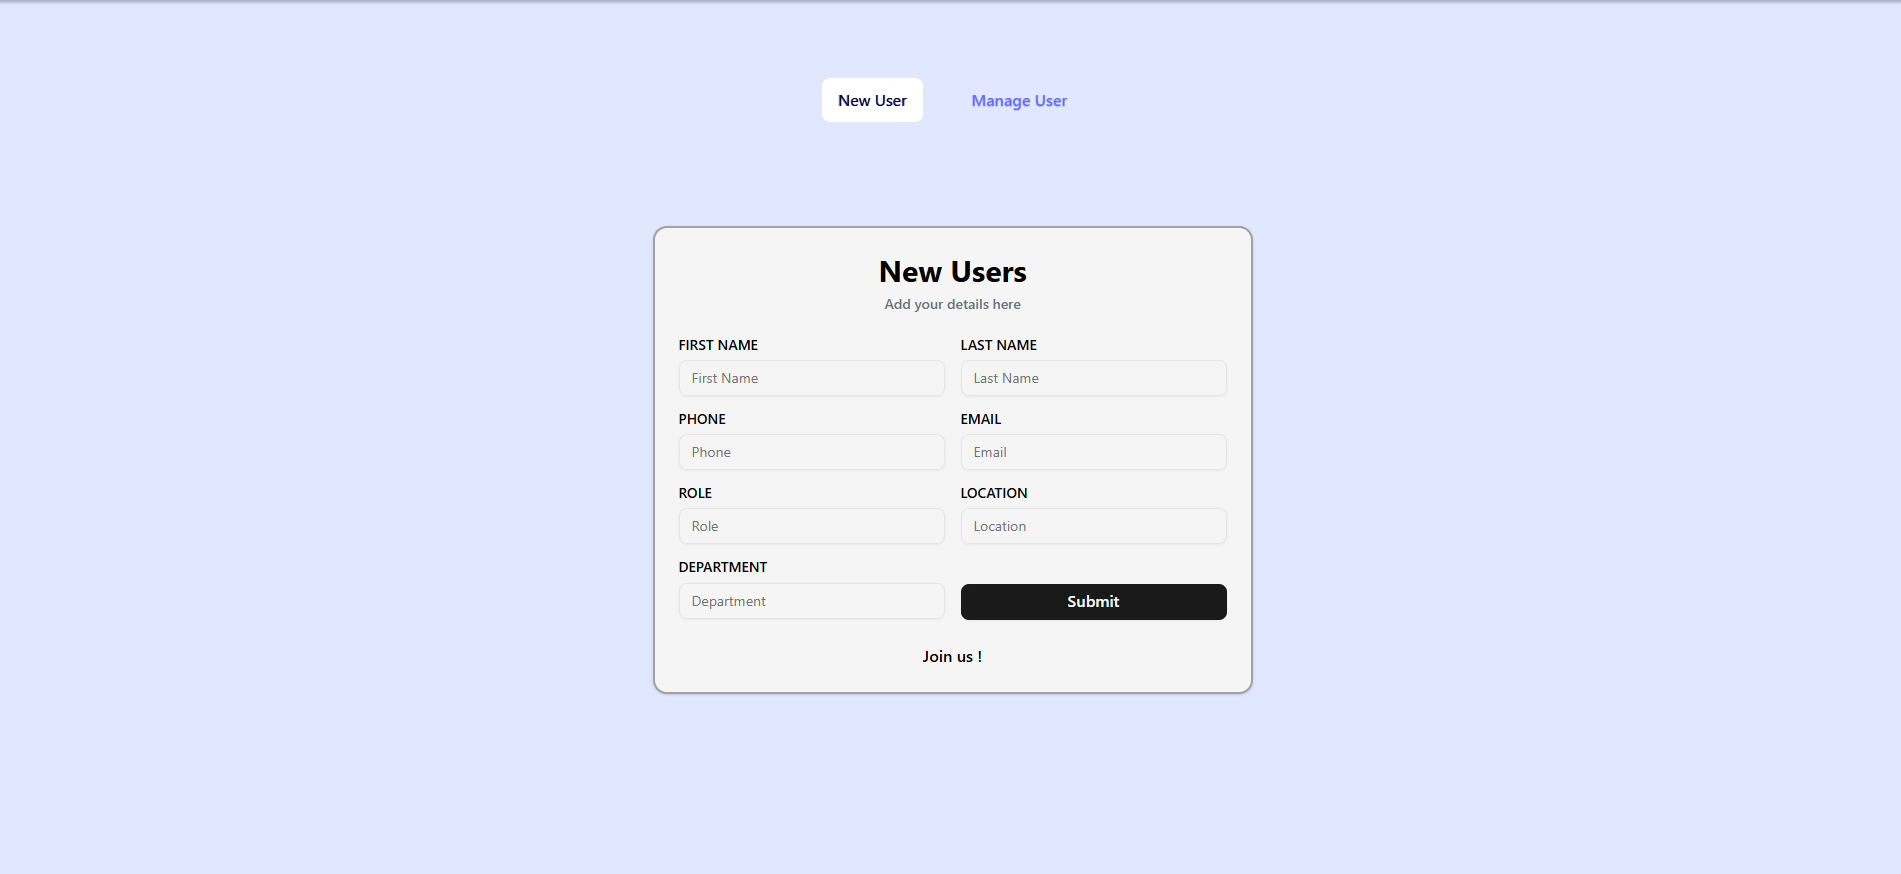 New User Manage User
New Users
Add your details here
FIRST NAME LAST NAME
First Name Last Name
PHONE EMAIL
Phone Email
ROLE LOCATION
Role Location
DEPARTMENT
Department Submit
Join us !